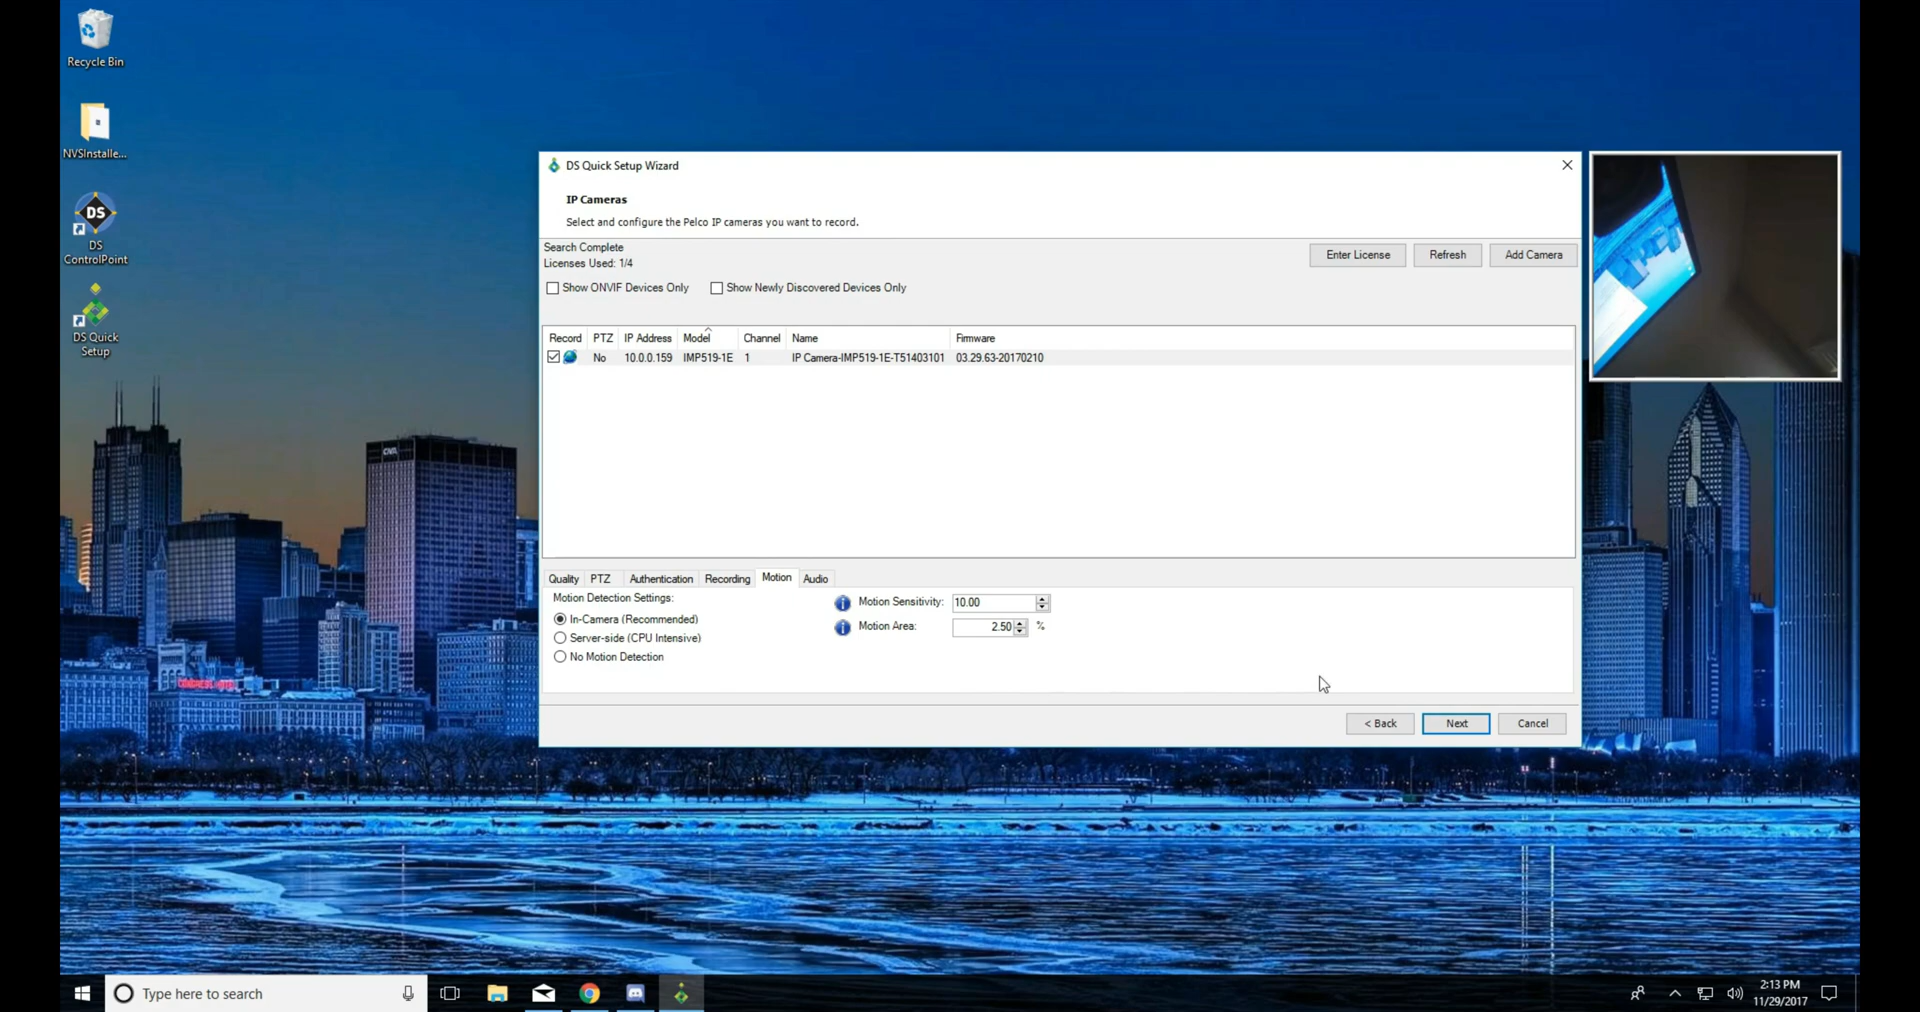 Recycle Bin
NVSInstalle...
DS
DS
ControlPoint
DS Quick
Setup
CNA
DS Quick Setup Wizard
IP Cameras
Select and configure the Pelco IP cameras you want to record.
Search Complete
Licenses Used: 1/4
Enter License Refresh Add Camera
Show ONVIF Devices Only Show Newly Discovered Devices Only
Record PTZ IP Address Model Channel Name Firmware
No 10.0.0.159 IMP519-1E 1 IP Camera-IMP519-1E-T51403101 03.29.63-20170210
Quality PTZ Authentication Recording Motion Audio
Motion Detection Settings:
In-Camera (Recommended)
Server-side (CPU Intensive)
No Motion Detection
Motion Sensitivity: 10.00
Motion Area: 2.50 %
< Back Next Cancel
Type here to search
2:13 PM
11/29/2017